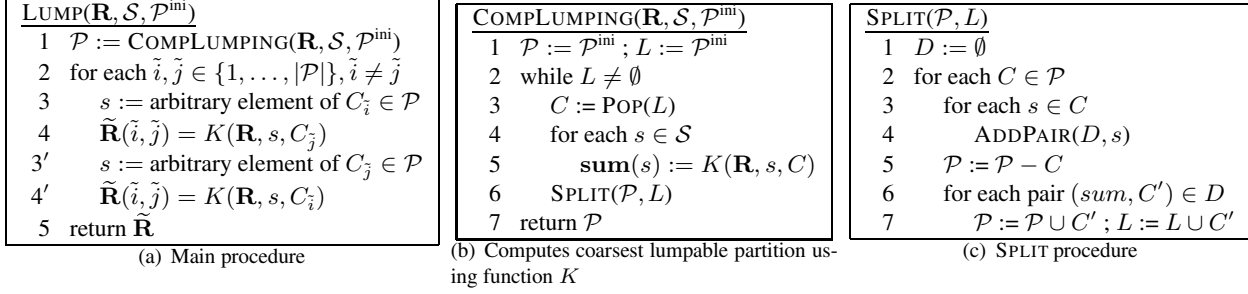 LUMP(R, S, P^ini)
1 P := COMPLUMPING(R, S, P^ini)
2 for each ĩ, j̃ ∈ {1, . . . , |P|}, ĩ ≠ j̃
3 s := arbitrary element of C_ĩ ∈ P
4 R̃(ĩ, j̃) = K(R, s, C_j̃)
3′ s := arbitrary element of C_j̃ ∈ P
4′ R̃(ĩ, j̃) = K(R, s, C_ĩ)
5 return R̃
(a) Main procedure
COMPLUMPING(R, S, P^ini)
1 P := P^ini ; L := P^ini
2 while L ≠ ∅
3 C := POP(L)
4 for each s ∈ S
5 sum(s) := K(R, s, C)
6 SPLIT(P, L)
7 return P
(b) Computes coarsest lumpable partition us-
ing function K
SPLIT(P, L)
1 D := ∅
2 for each C ∈ P
3 for each s ∈ C
4 ADDPAIR(D, s)
5 P := P − C
6 for each pair (sum, C′) ∈ D
7 P := P ∪ C′ ; L := L ∪ C′
(c) SPLIT procedure